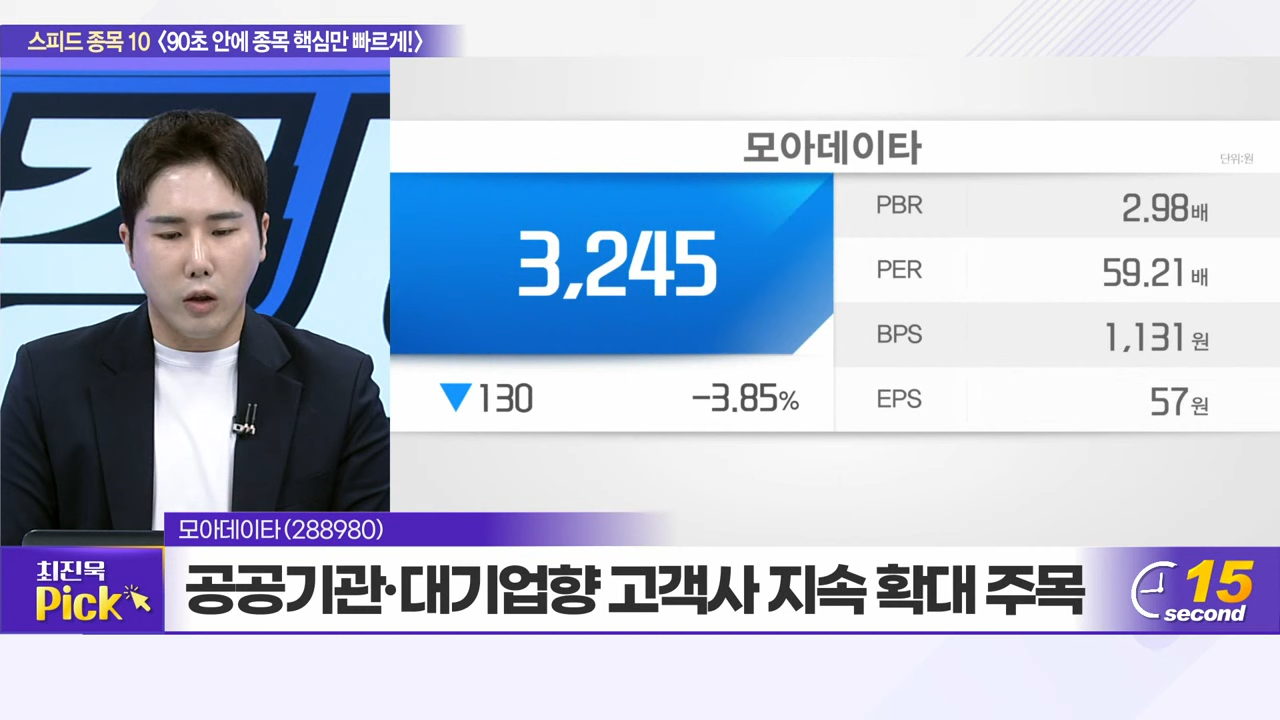 스피드 종목 10 〈90초 안에 종목 핵심만 빠르게!〉
모아데이타
단위:원
3,245
▼130 -3.85%
PBR 2.98배
PER 59.21배
BPS 1,131원
EPS 57원
모아데이타(288980)
최진욱
Pick
공공기관·대기업향 고객사 지속 확대 주목
15
second